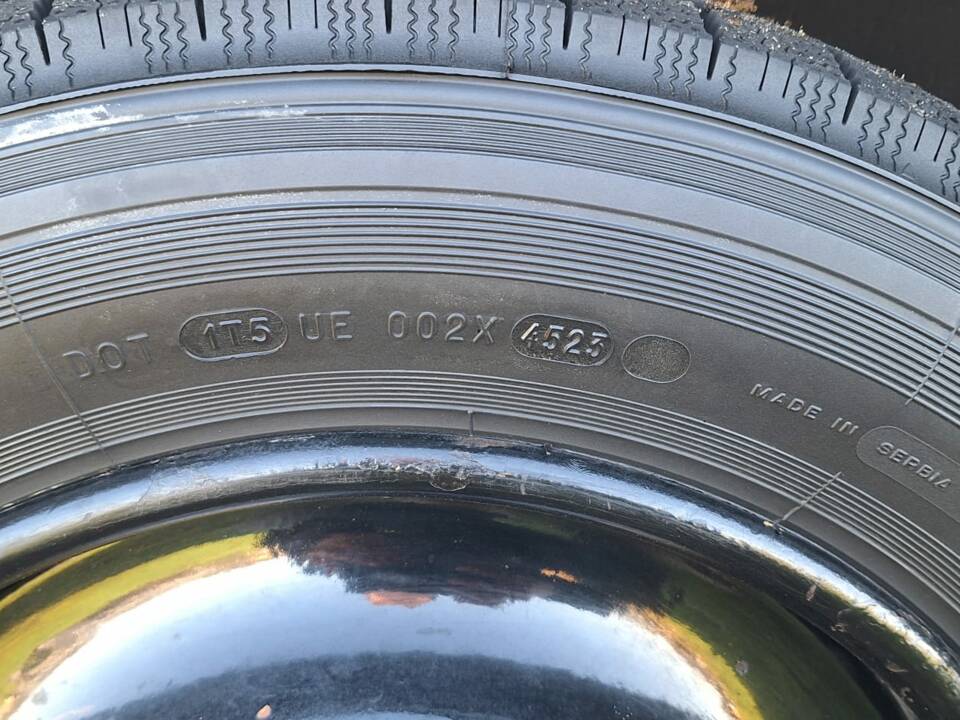 DOT 1T5 UE 002X 4523
MADE IN SERBIA